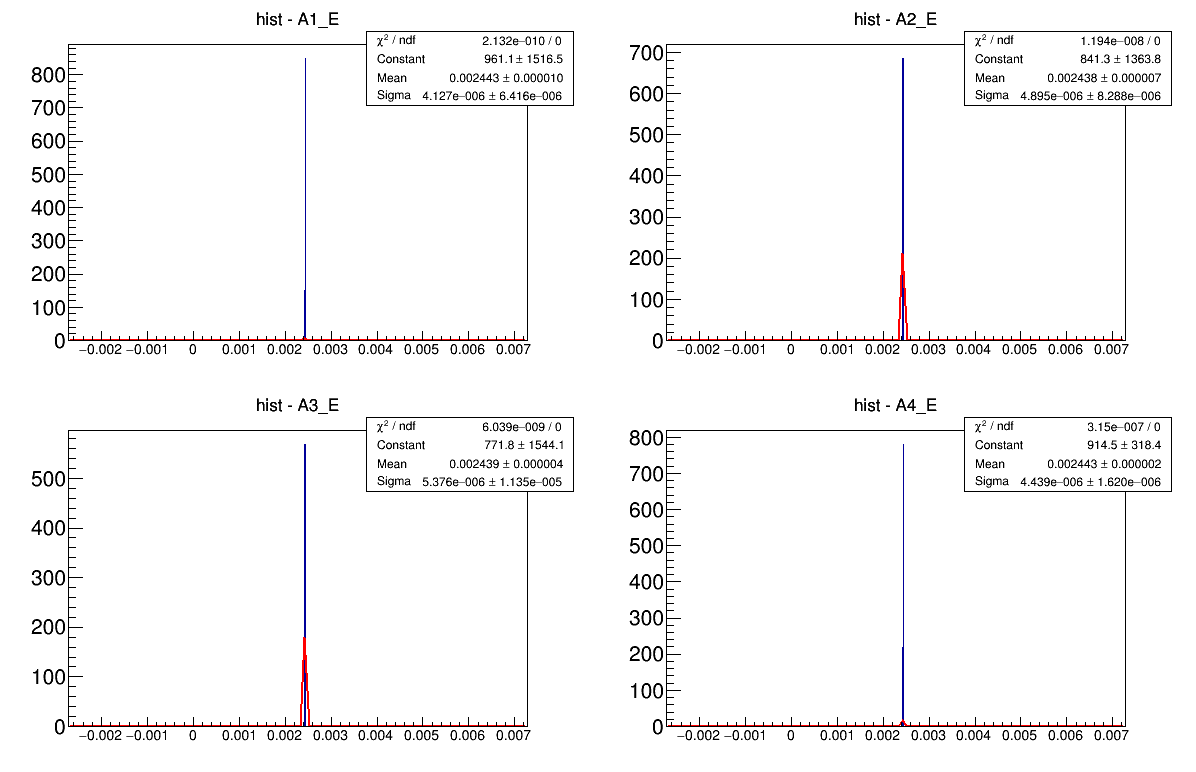 hist - A1_E
χ² / ndf 2.132e−010 / 0
Constant 961.1 ± 1516.5
Mean 0.002443 ± 0.000010
Sigma 4.127e−006 ± 6.416e−006
800
700
600
500
400
300
200
100
0
−0.002 −0.001 0 0.001 0.002 0.003 0.004 0.005 0.006 0.007
hist - A2_E
χ² / ndf 1.194e−008 / 0
Constant 841.3 ± 1363.8
Mean 0.002438 ± 0.000007
Sigma 4.895e−006 ± 8.288e−006
700
600
500
400
300
200
100
0
−0.002 −0.001 0 0.001 0.002 0.003 0.004 0.005 0.006 0.007
hist - A3_E
χ² / ndf 6.039e−009 / 0
Constant 771.8 ± 1544.1
Mean 0.002439 ± 0.000004
Sigma 5.376e−006 ± 1.135e−005
500
400
300
200
100
0
−0.002 −0.001 0 0.001 0.002 0.003 0.004 0.005 0.006 0.007
hist - A4_E
χ² / ndf 3.15e−007 / 0
Constant 914.5 ± 318.4
Mean 0.002443 ± 0.000002
Sigma 4.439e−006 ± 1.620e−006
800
700
600
500
400
300
200
100
0
−0.002 −0.001 0 0.001 0.002 0.003 0.004 0.005 0.006 0.007